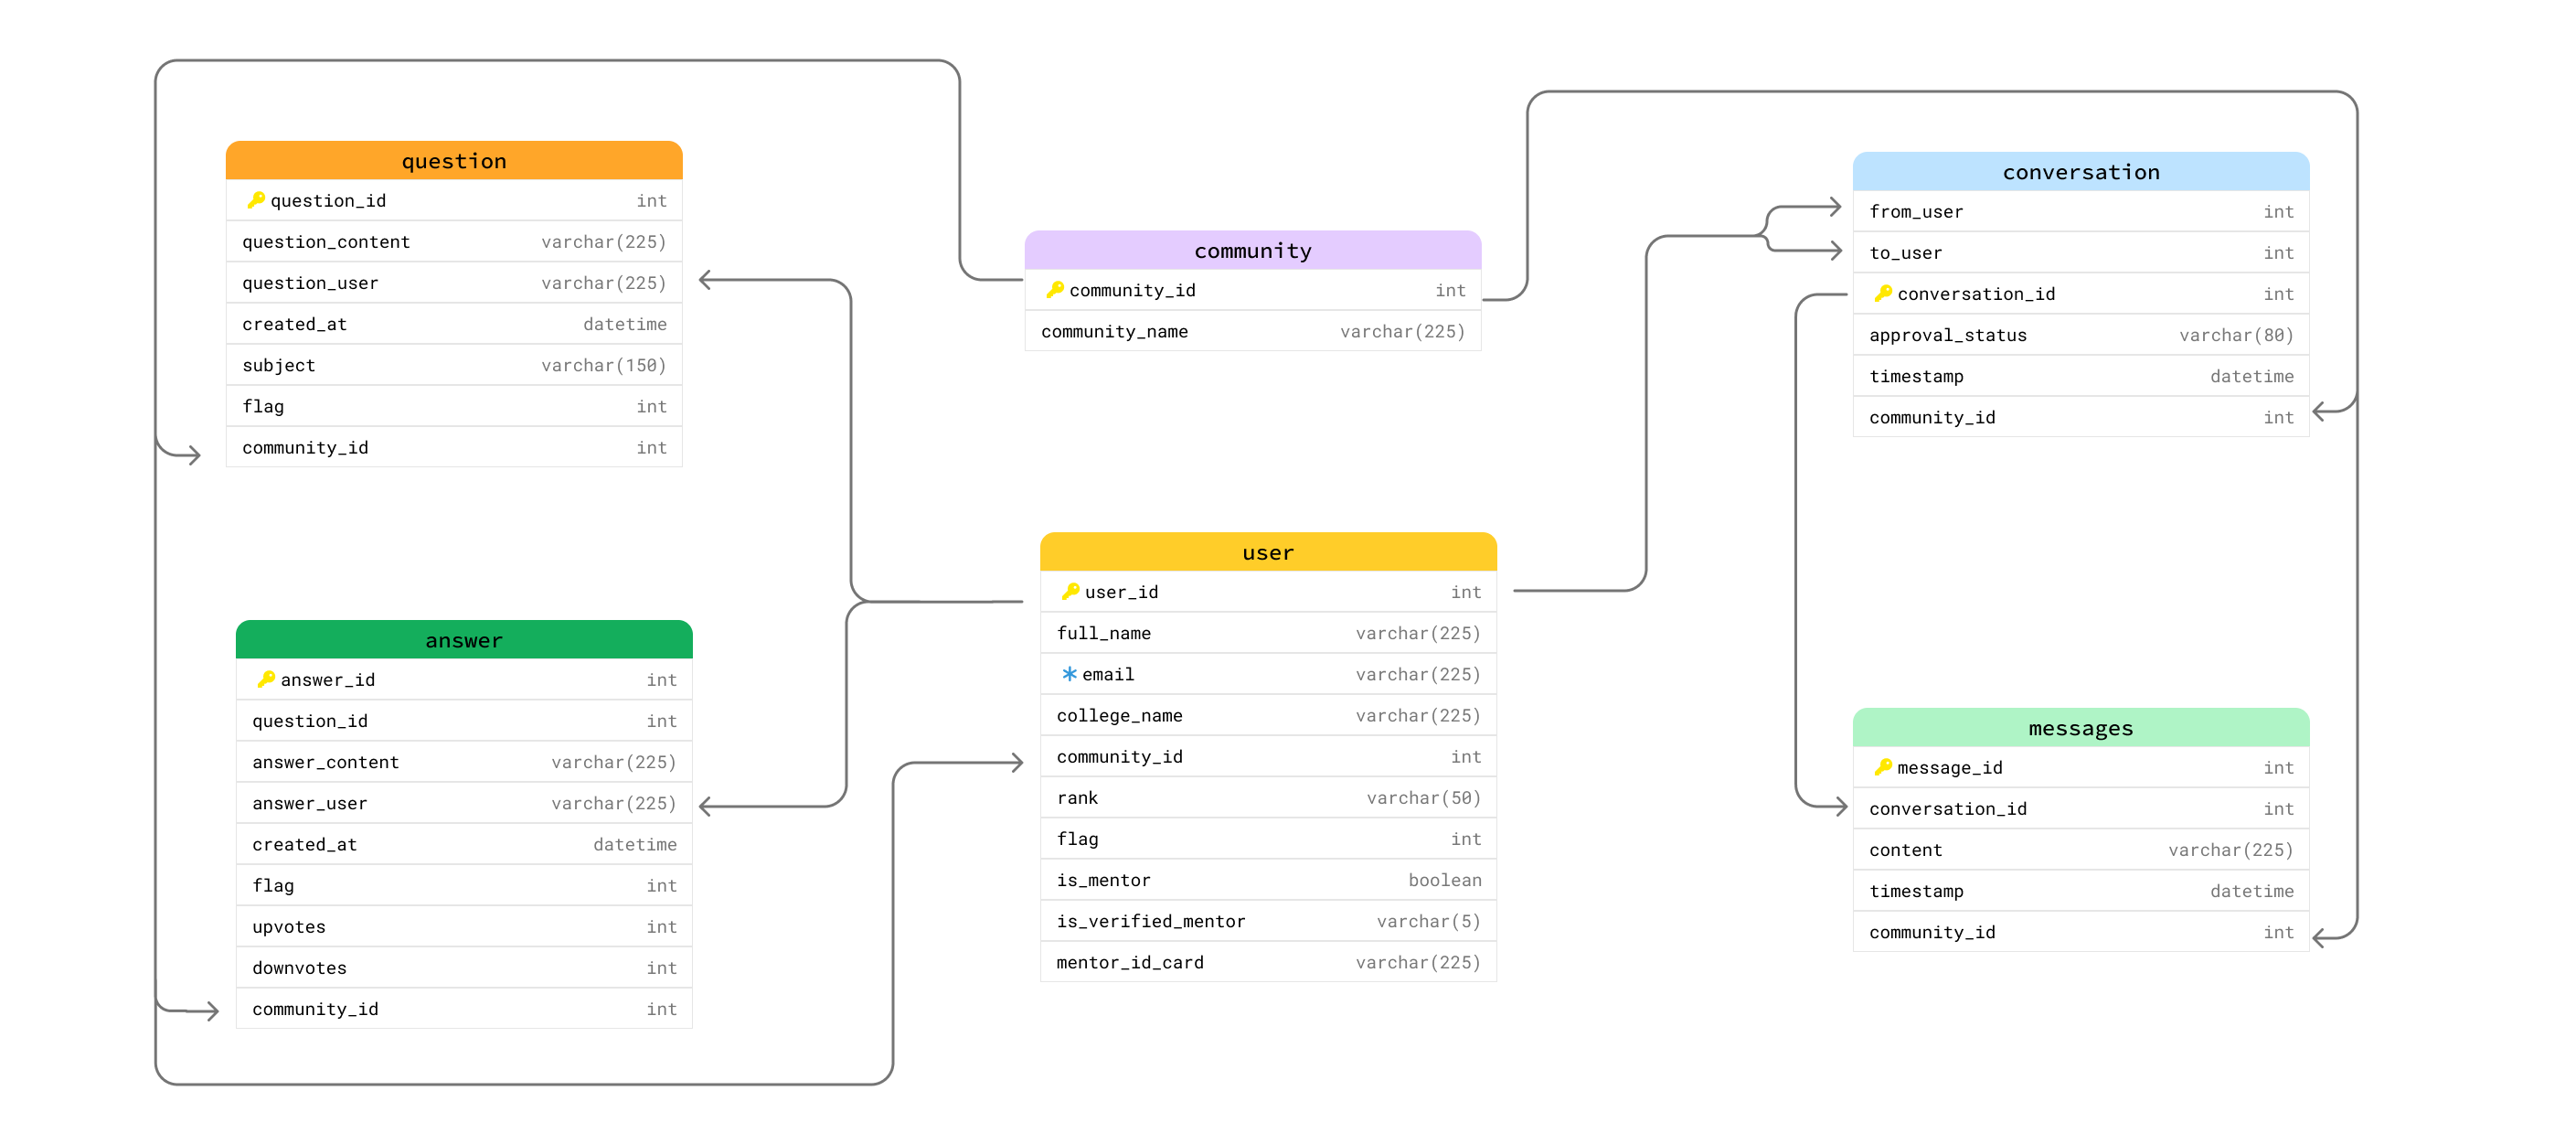 question
question_id int
question_content varchar(225)
question_user varchar(225)
created_at datetime
subject varchar(150)
flag int
community_id int
community
community_id int
community_name varchar(225)
conversation
from_user int
to_user int
conversation_id int
approval_status varchar(80)
timestamp datetime
community_id int
answer
answer_id int
question_id int
answer_content varchar(225)
answer_user varchar(225)
created_at datetime
flag int
upvotes int
downvotes int
community_id int
user
user_id int
full_name varchar(225)
email varchar(225)
college_name varchar(225)
community_id int
rank varchar(50)
flag int
is_mentor boolean
is_verified_mentor varchar(5)
mentor_id_card varchar(225)
messages
message_id int
conversation_id int
content varchar(225)
timestamp datetime
community_id int